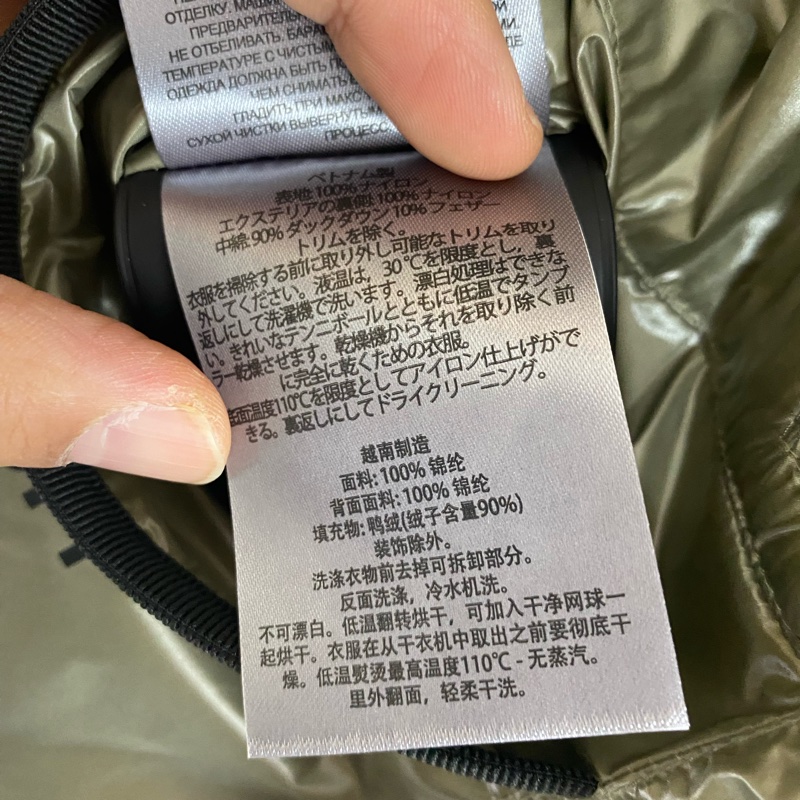 ОТДЕЛКУ. МАШИ
ПРЕДВАРИТЕЛЬ
НЕ ОТБЕЛИВАТЬ. БАРА
ТЕМПЕРАТУРЕ С ЧИСТЫМ
ОДЕЖДА ДОЛЖНА БЫТЬ П
ЧЕМ СНИМАТЬ
ГЛАДИТЬ ПРИ МАКС
СУХОЙ ЧИСТКИ ВЫВЕРНУТЬ
ПРОЦЕСС.
ベトナム製
表地: 100% ナイロン
エクステリアの裏側: 100% ナイロン
中綿: 90% ダックダウン 10% フェザー
トリムを除く。
衣服を掃除する前に取り外し可能なトリムを取り
外してください。液温は、30℃を限度とし、裏
返しにして洗濯機で洗います。漂白処理はできな
い。きれいなテンニボールとともに低温でタンブ
ラー乾燥させます。乾燥機からそれを取り除く前
に完全に乾くための衣服。
底面温度110℃を限度としてアイロン仕上げがで
きる。裏返しにしてドライクリーニング。
越南制造
面料: 100% 锦纶
背面面料: 100% 锦纶
填充物: 鸭绒(绒子含量90%)
装饰除外。
洗涤衣物前去掉可拆卸部分。
反面洗涤，冷水机洗。
不可漂白。低温翻转烘干，可加入干净网球一
起烘干。衣服在从干衣机中取出之前要彻底干
燥。低温熨烫最高温度110℃ - 无蒸汽。
里外翻面，轻柔干洗。